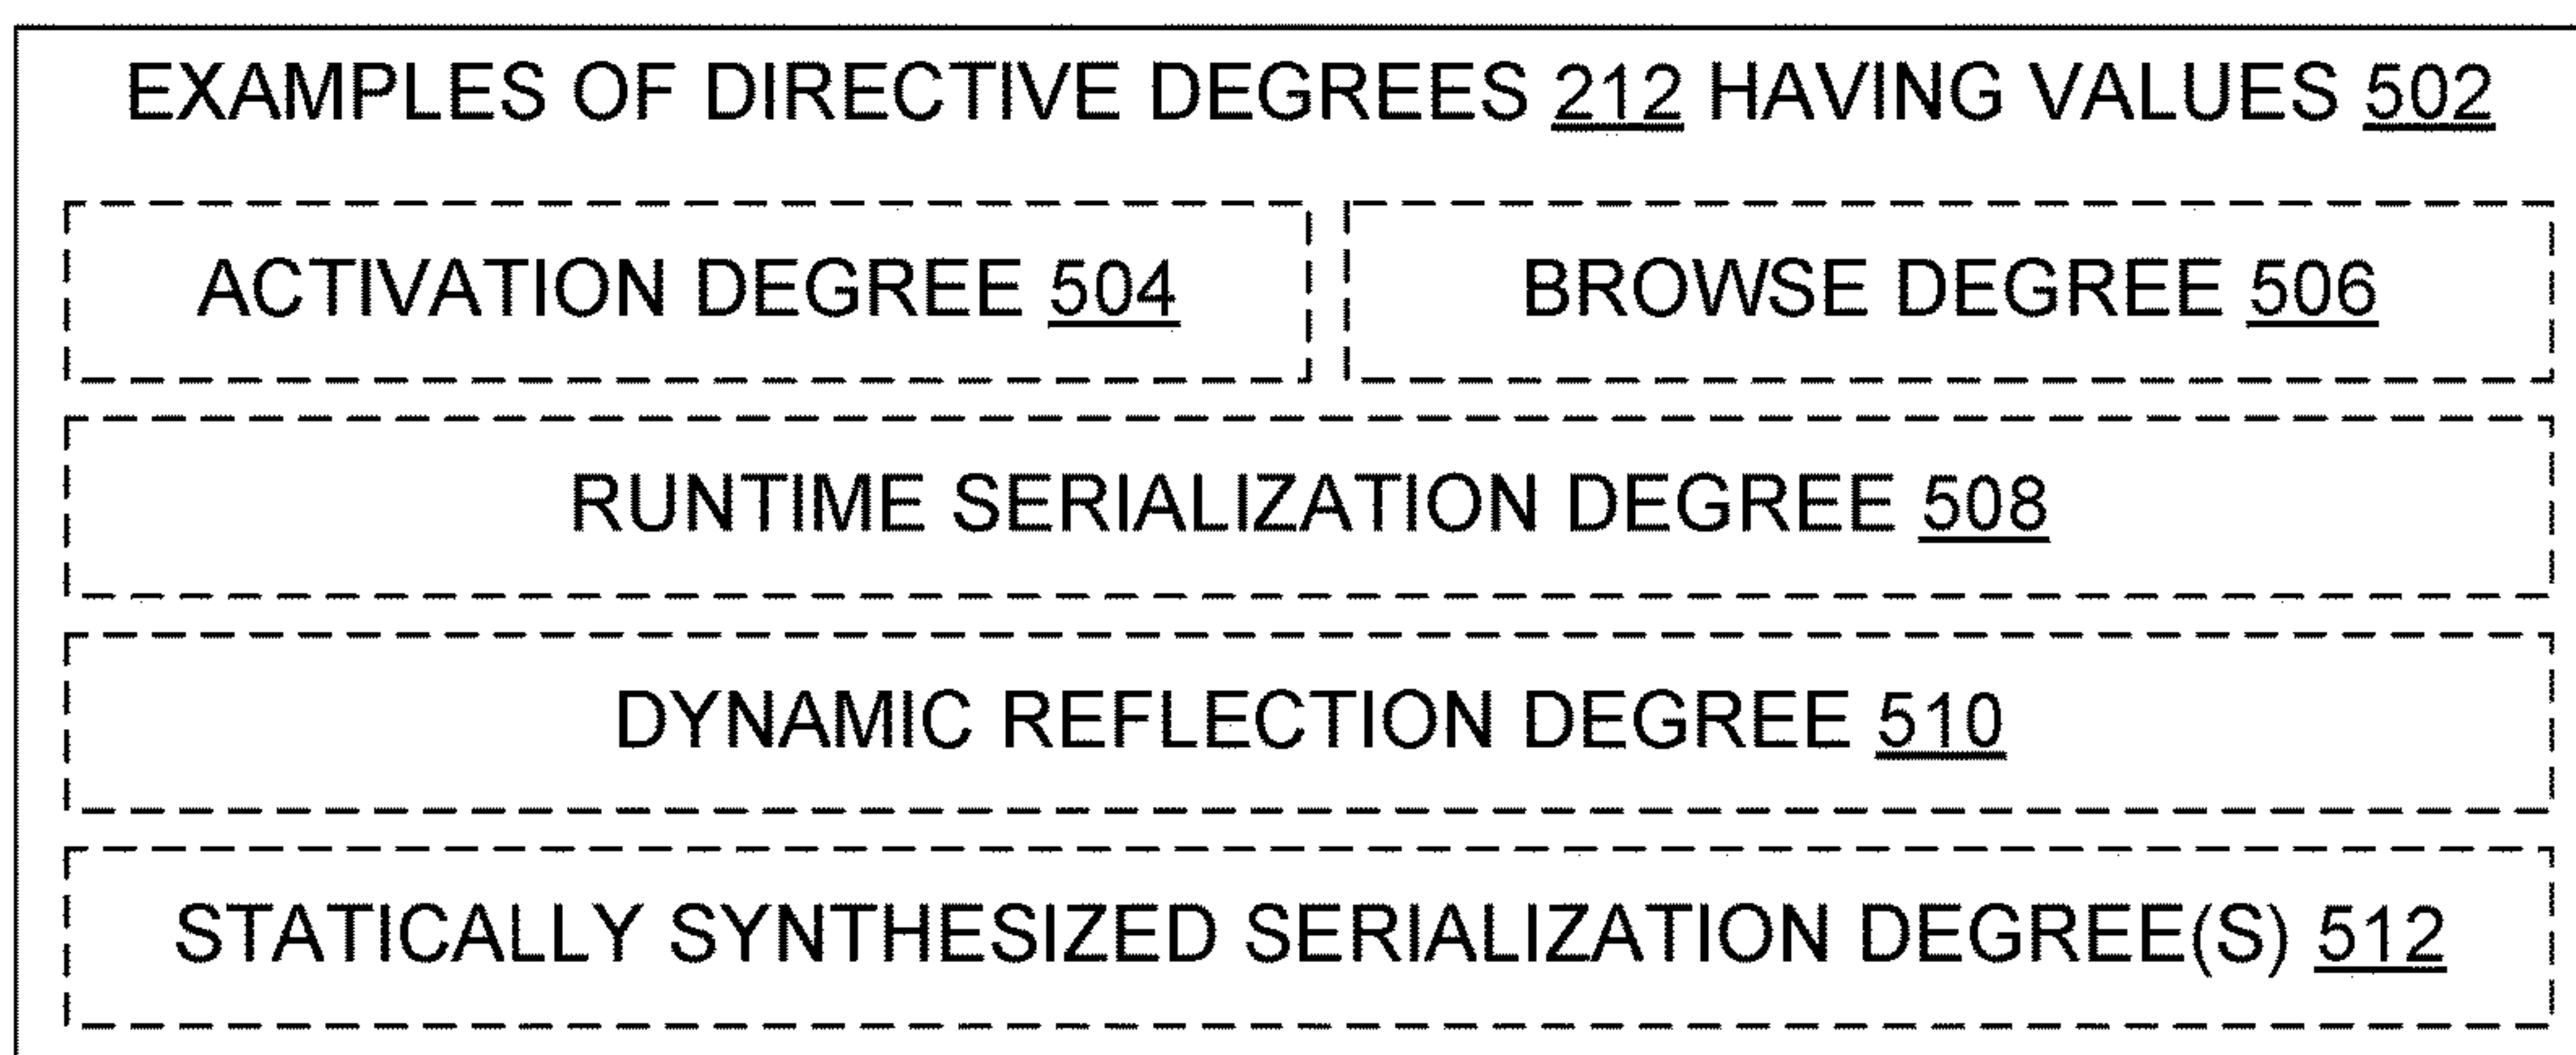 EXAMPLES OF DIRECTIVE DEGREES 212 HAVING VALUES 502
ACTIVATION DEGREE 504
BROWSE DEGREE 506
RUNTIME SERIALIZATION DEGREE 508
DYNAMIC REFLECTION DEGREE 510
STATICALLY SYNTHESIZED SERIALIZATION DEGREE(S) 512